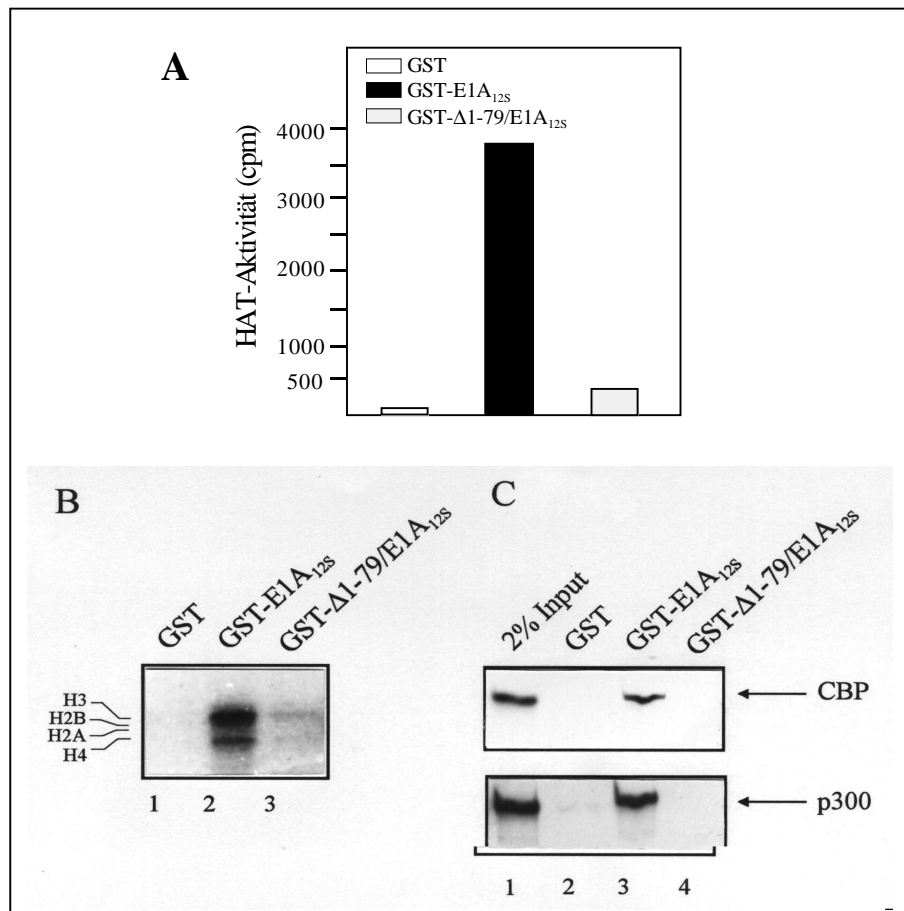 A
GST
GST-E1A12S
GST-Δ1-79/E1A12S
HAT-Aktivität (cpm)
4000
3000
2000
1000
500
B
GST
GST-E1A12S
GST-Δ1-79/E1A12S
H3
H2B
H2A
H4
1 2 3
C
2% Input
GST
GST-E1A12S
GST-Δ1-79/E1A12S
CBP
p300
1 2 3 4